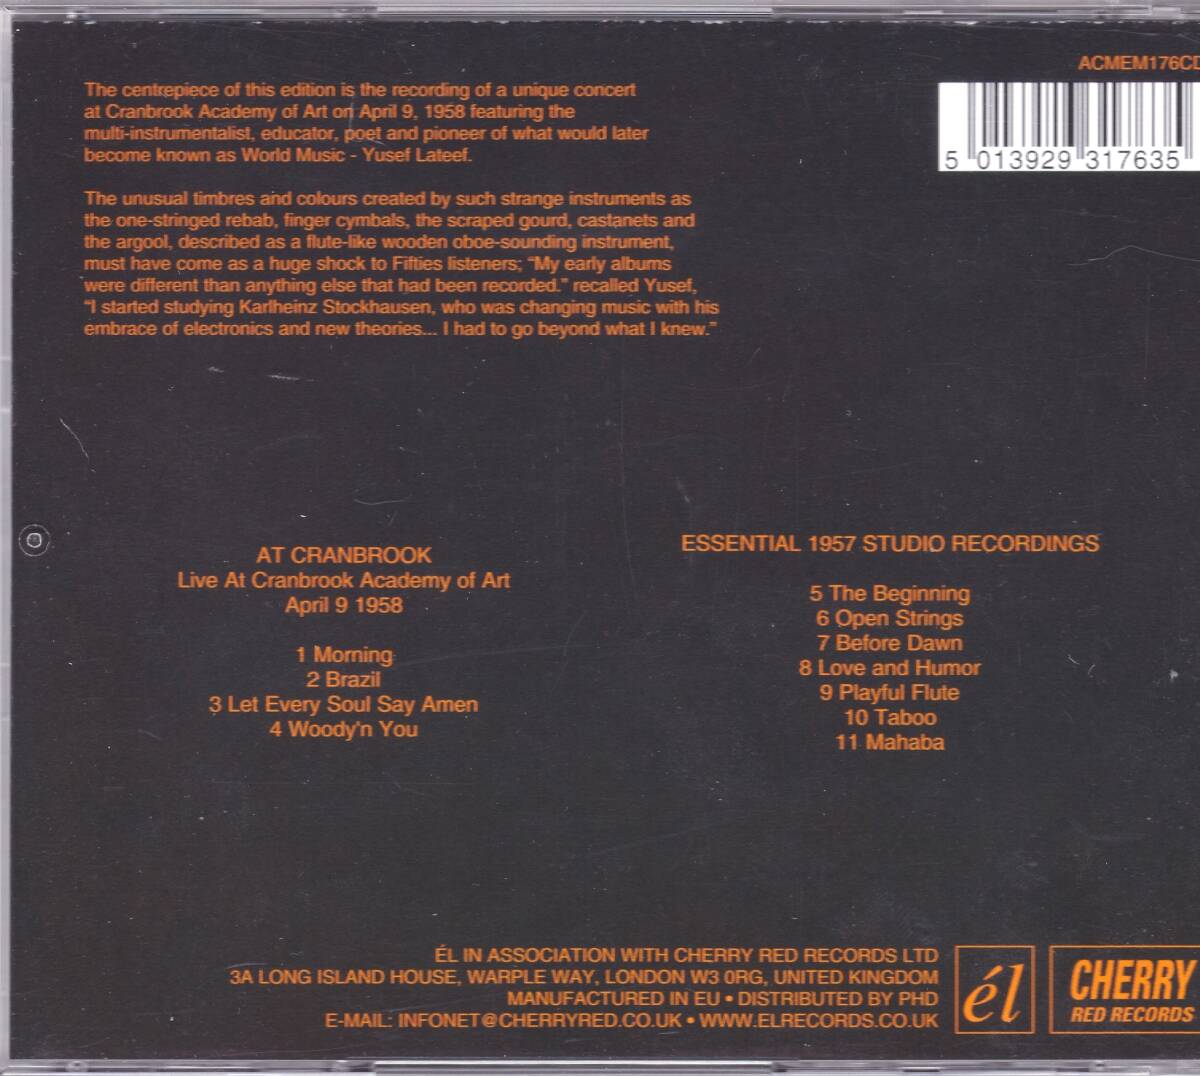 ACMEM176CD
5 013929 317635
The centrepiece of this edition is the recording of a unique concert
at Cranbrook Academy of Art on April 9, 1958 featuring the
multi-instrumentalist, educator, poet and pioneer of what would later
become known as World Music - Yusef Lateef.
The unusual timbres and colours created by such strange instruments as
the one-stringed rebab, finger cymbals, the scraped gourd, castanets and
the argool, described as a flute-like wooden oboe-sounding instrument,
must have come as a huge shock to Fifties listeners; “My early albums
were different than anything else that had been recorded.” recalled Yusef,
“I started studying Karlheinz Stockhausen, who was changing music with his
embrace of electronics and new theories... I had to go beyond what I knew.”
AT CRANBROOK
Live At Cranbrook Academy of Art
April 9 1958
1 Morning
2 Brazil
3 Let Every Soul Say Amen
4 Woody'n You
ESSENTIAL 1957 STUDIO RECORDINGS
5 The Beginning
6 Open Strings
7 Before Dawn
8 Love and Humor
9 Playful Flute
10 Taboo
11 Mahaba
ÉL IN ASSOCIATION WITH CHERRY RED RECORDS LTD
3A LONG ISLAND HOUSE, WARPLE WAY, LONDON W3 0RG, UNITED KINGDOM
MANUFACTURED IN EU • DISTRIBUTED BY PHD
E-MAIL: INFONET@CHERRYRED.CO.UK • WWW.ELRECORDS.CO.UK
él
CHERRY
RED RECORDS